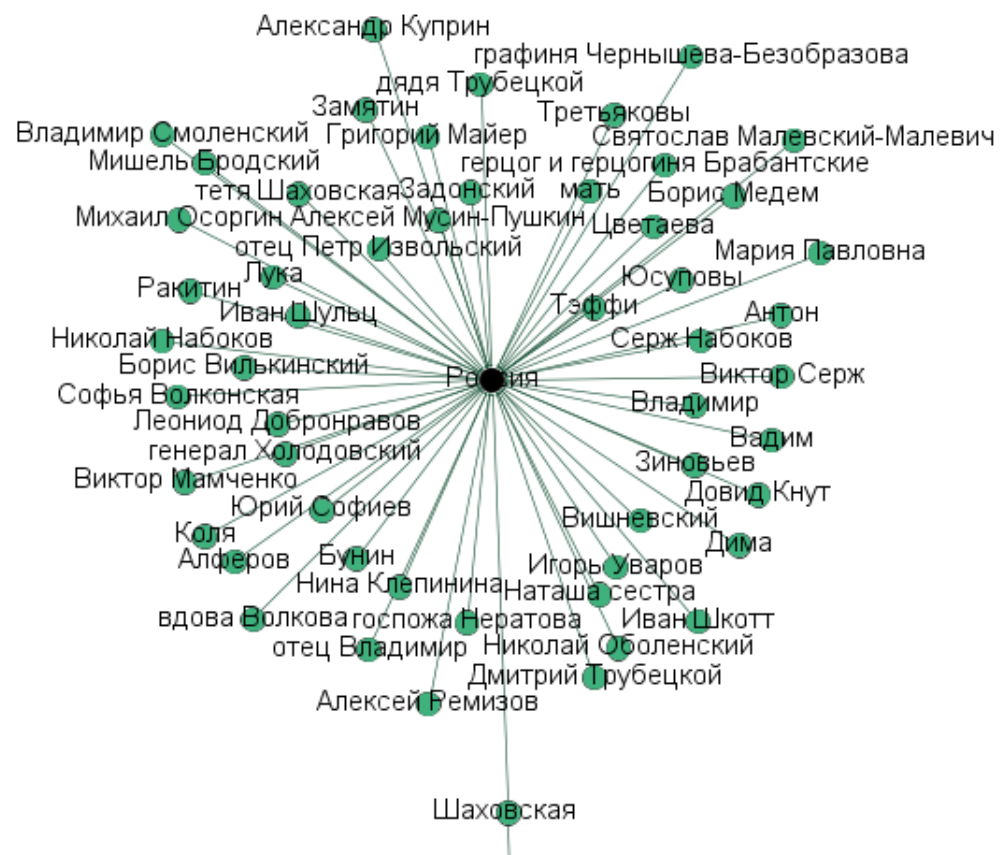 Александр Куприн
графиня Чернышева-Безобразова
дядя Трубецкой
Замятин
Третьяковы
Владимир Смоленский
Григорий Майер
Святослав Малевский-Малевич
Мишель Бродский
герцог и герцогиня Брабантские
тетя Шаховская
Задонский
мать
Борис Медем
Михаил Осоргин
Алексей Мусин-Пушкин
Цветаева
отец Петр Извольский
Мария Павловна
Лука
Юсуповы
Ракитин
Иван Шульц
Тэффи
Антон
Николай Набоков
Серж Набоков
Борис Вилькинский
Россия
Виктор Серж
Софья Волконская
Владимир
Леониод Добронравов
Вадим
генерал Холодовский
Зиновьев
Виктор Мамченко
Довид Кнут
Юрий Софиев
Вишневский
Коля
Дима
Алферов
Бунин
Игорь Уваров
Нина Клепинина
Наташа сестра
вдова Волкова
госпожа Нератова
Иван Шкотт
отец Владимир
Николай Оболенский
Дмитрий Трубецкой
Алексей Ремизов
Шаховская